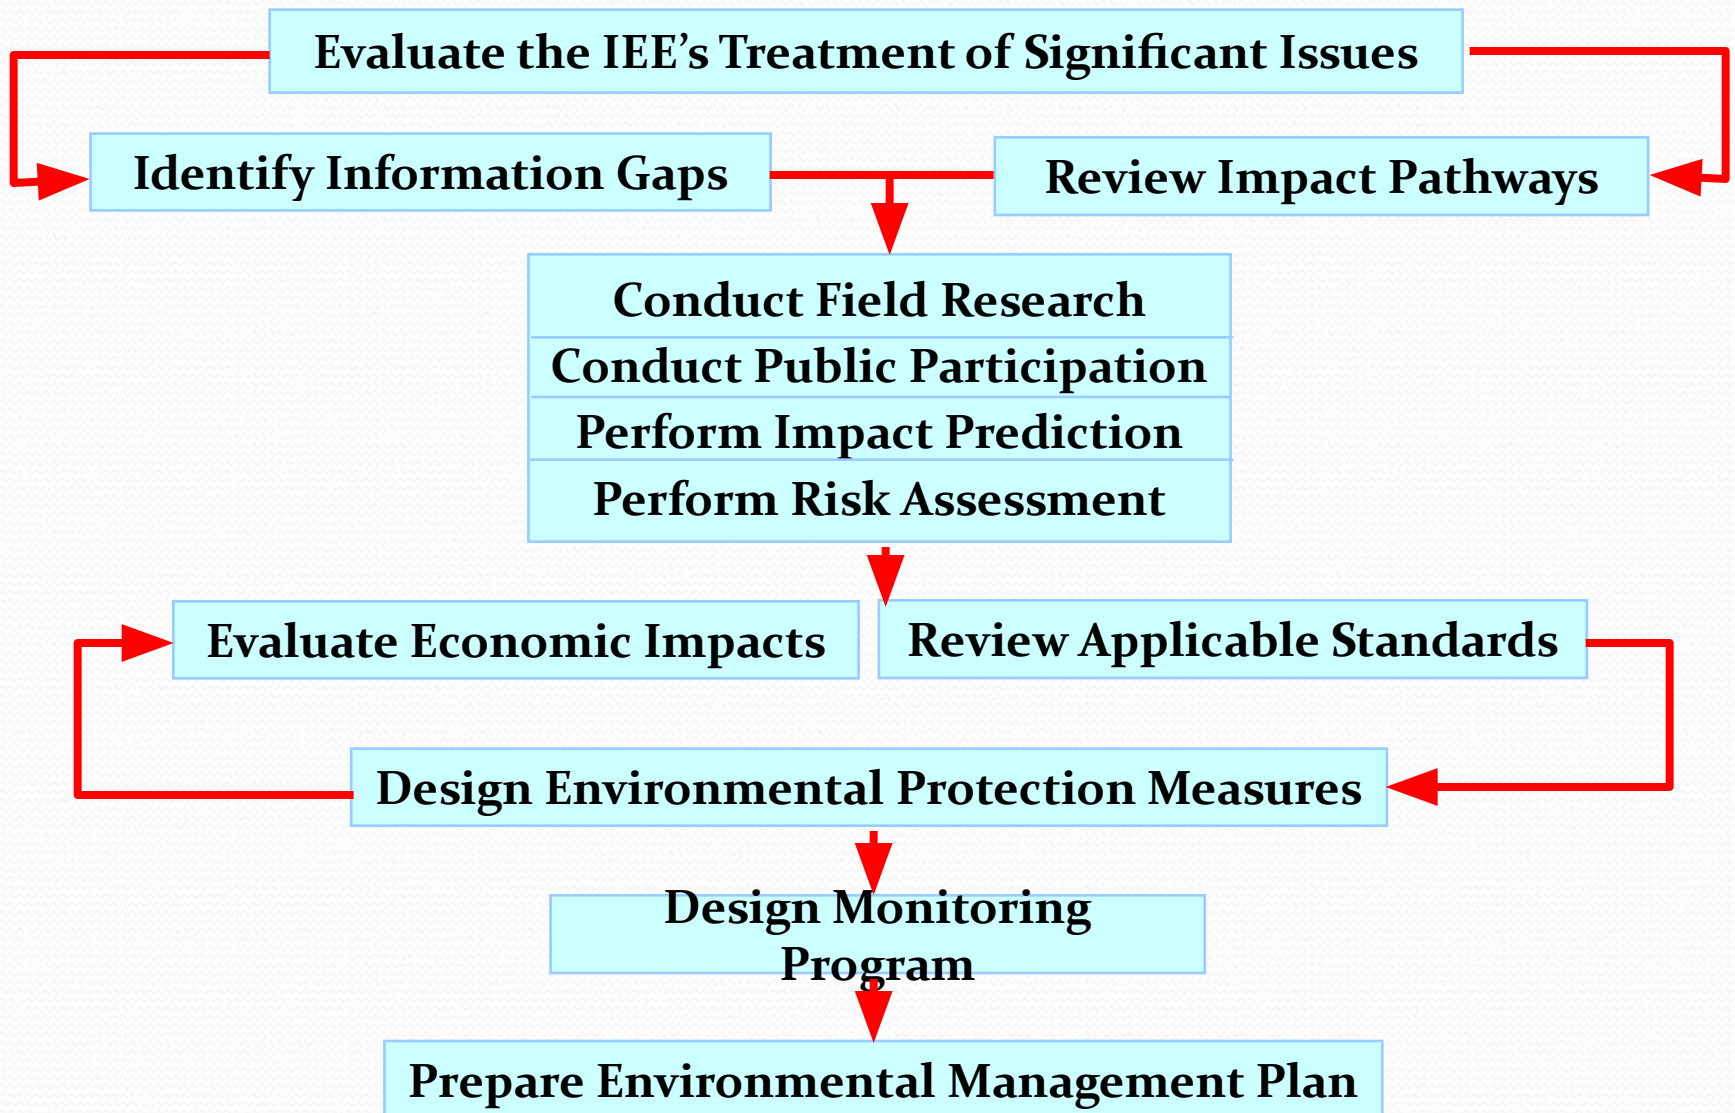 Evaluate the IEE’s Treatment of Significant Issues
Identify Information Gaps
Review Impact Pathways
Conduct Field Research
Conduct Public Participation
Perform Impact Prediction
Perform Risk Assessment
Evaluate Economic Impacts
Review Applicable Standards
Design Environmental Protection Measures
Design Monitoring
Program
Prepare Environmental Management Plan